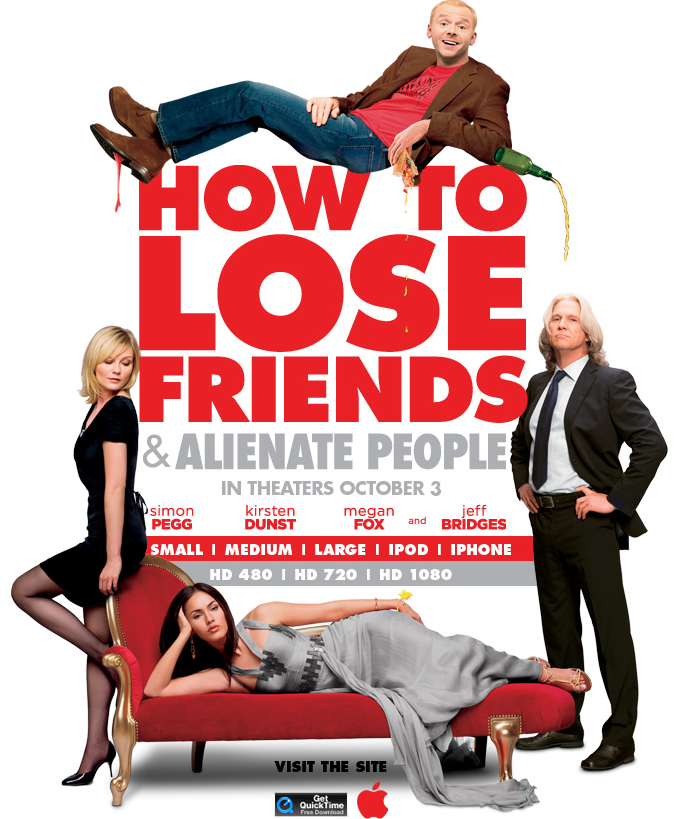 HOW TO
LOSE
FRIENDS
& ALIENATE PEOPLE
IN THEATERS OCTOBER 3
simon PEGG kirsten DUNST megan FOX and jeff BRIDGES
SMALL | MEDIUM | LARGE | IPOD | IPHONE
HD 480 | HD 720 | HD 1080
VISIT THE SITE
Get
QuickTime
Free Download